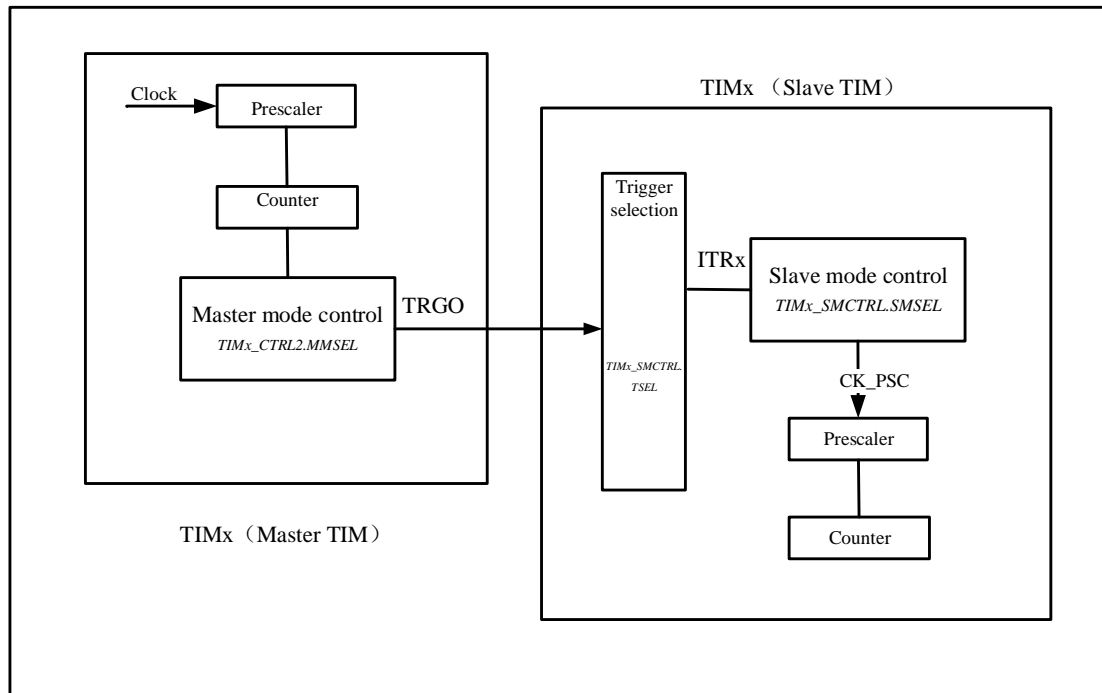 Clock
Prescaler
Counter
Master mode control
TIMx_CTRL2.MMSEL
TRGO
TIMx（Master TIM）
TIMx （Slave TIM）
Trigger
selection
TIMx_SMCTRL.
TSEL
ITRx
Slave mode control
TIMx_SMCTRL.SMSEL
CK_PSC
Prescaler
Counter